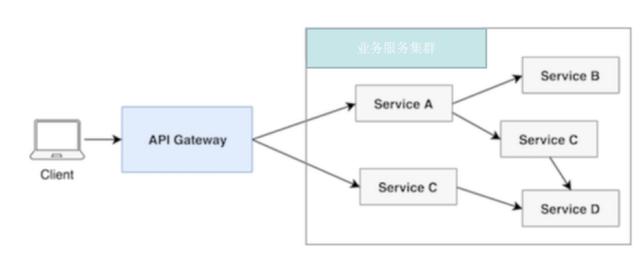 业务服务集群
Service B
Service A
API Gateway
Service C
Client
Service C
Service D